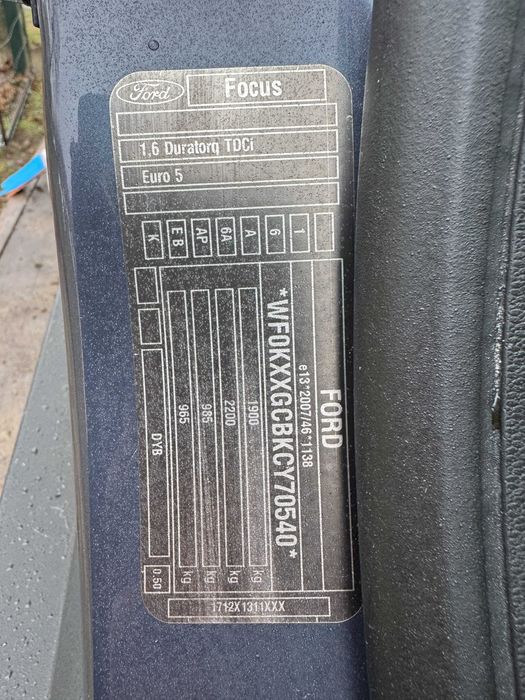 Ford
Focus
1,6 Duratorq TDCi
Euro 5
K EB AP 6A A 6 1
FORD
e13*2007/46*1138
*WF0KXXGCBKCY70540*
1900 kg
2200 kg
985 kg
965 kg
DYB 0.50
1712X1311XXX